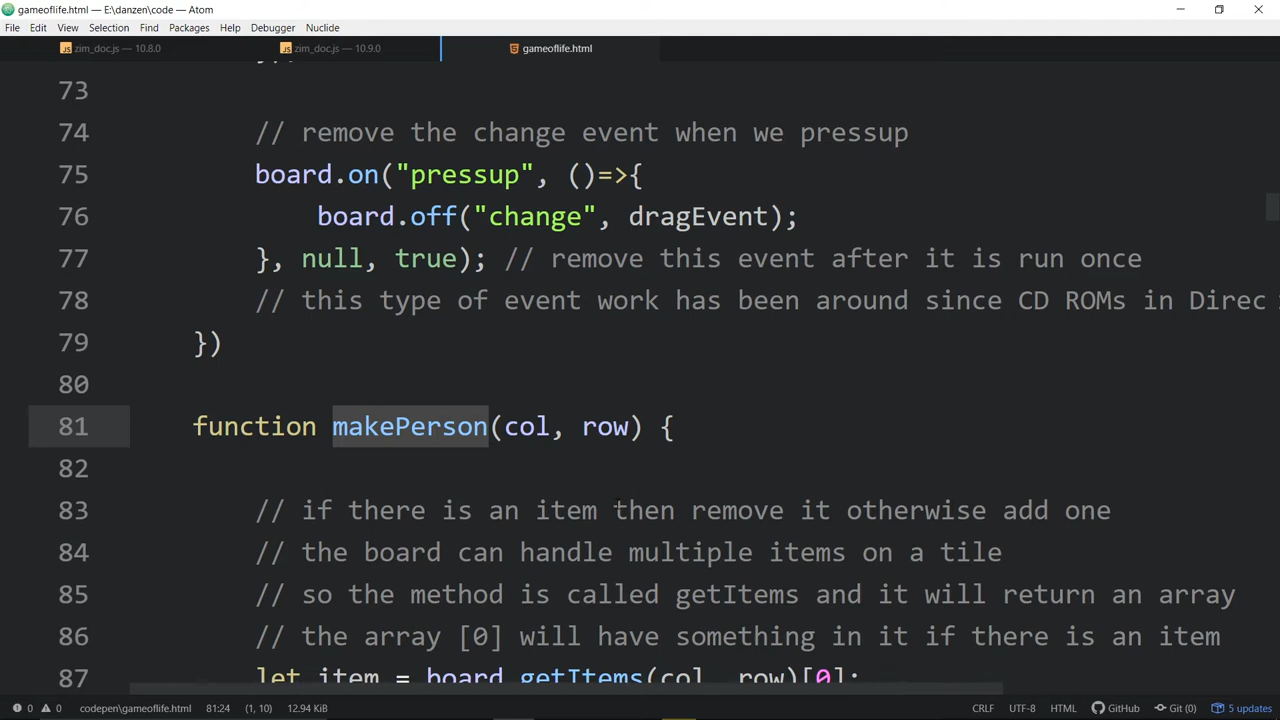 gameoflife.html — E:\danzen\code — Atom
File Edit View Selection Find Packages Help Debugger Nuclide
zim_doc.js — 10.8.0 zim_doc.js — 10.9.0 gameoflife.html
73
74 // remove the change event when we pressup
75 board.on("pressup", ()=>{
76 board.off("change", dragEvent);
77 }, null, true); // remove this event after it is run once
78 // this type of event work has been around since CD ROMs in Direc
79 })
80
81 function makePerson(col, row) {
82
83 // if there is an item then remove it otherwise add one
84 // the board can handle multiple items on a tile
85 // so the method is called getItems and it will return an array
86 // the array [0] will have something in it if there is an item
87 let item = board.getItems(col, row)[0];
0 0 codepen\gameoflife.html 81:24 (1, 10) 12.94 KiB CRLF UTF-8 HTML GitHub Git (0) 5 updates